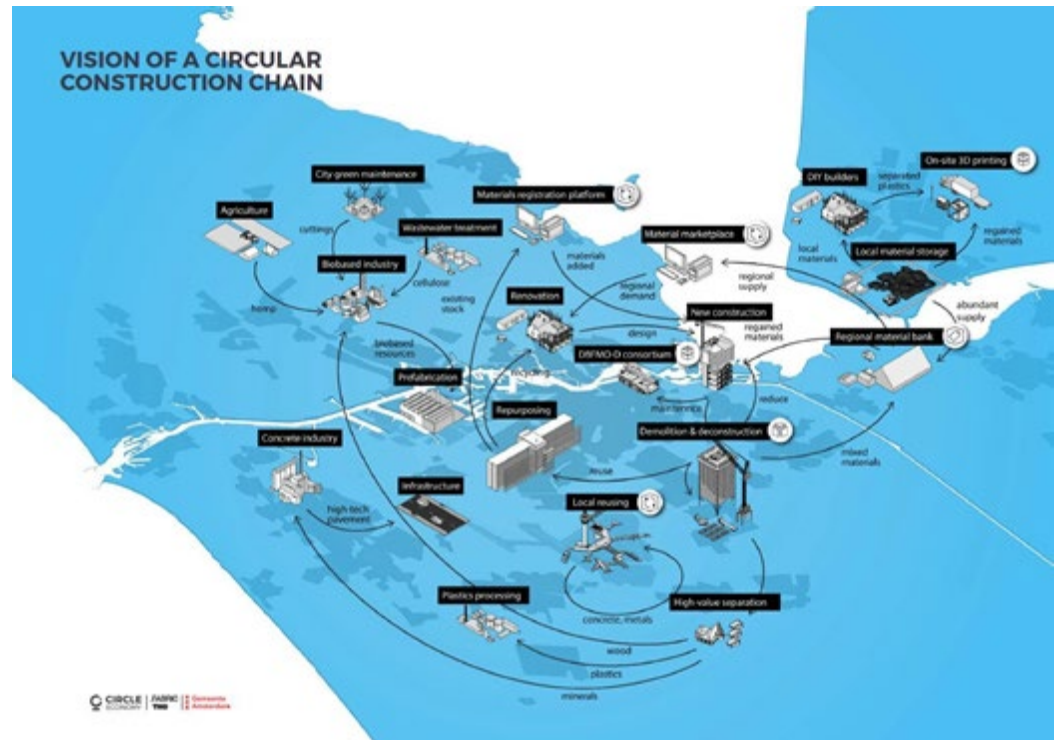 VISION OF A CIRCULAR
CONSTRUCTION CHAIN
City green maintenance
Agriculture
cuttings
Wastewater treatment
Biobased industry
cellulose
hemp
existing
stock
biobased
resources
Materials registration platform
materials
added
Material marketplace
regional
demand
regional
supply
DIY builders
separated
plastics
On-site 3D printing
local
materials
Local material storage
regained
materials
abundant
supply
Renovation
design
New construction
regained
materials
Regional material bank
Prefabrication
maintennce
reduce
Repurposing
Demolition & deconstruction
mixed
materials
Concrete industry
reuse
Infrastructure
high-tech
pavement
Local reusing
Plastics processing
High-value separation
concrete, metals
wood
plastics
minerals
CIRCLE
ECONOMY
FABRIC
TNO
Gemeente
Amsterdam